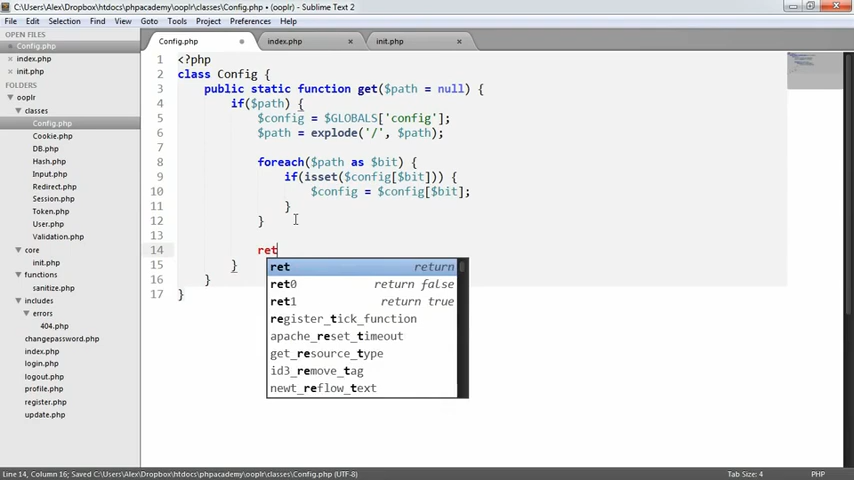 C:\Users\Alex\Dropbox\htdocs\phpacademy\ooplr\classes\Config.php • (ooplr) - Sublime Text 2
File Edit Selection Find View Goto Tools Project Preferences Help
OPEN FILES
Config.php
index.php
init.php
FOLDERS
ooplr
classes
Config.php
Cookie.php
DB.php
Hash.php
Input.php
Redirect.php
Session.php
Token.php
User.php
Validation.php
core
init.php
functions
sanitize.php
includes
errors
404.php
changepassword.php
index.php
login.php
logout.php
profile.php
register.php
update.php
Config.php index.php init.php
1 <?php
2 class Config {
3 public static function get($path = null) {
4 if($path) {
5 $config = $GLOBALS['config'];
6 $path = explode('/', $path);
7
8 foreach($path as $bit) {
9 if(isset($config[$bit])) {
10 $config = $config[$bit];
11 }
12 }
13
14 ret
15 }
16 }
17 }
ret return
ret0 return false
ret1 return true
register_tick_function
apache_reset_timeout
get_resource_type
id3_remove_tag
newt_reflow_text
Line 14, Column 16; Saved C:\Users\Alex\Dropbox\htdocs\phpacademy\ooplr\classes\Config.php (UTF-8) Tab Size: 4 PHP